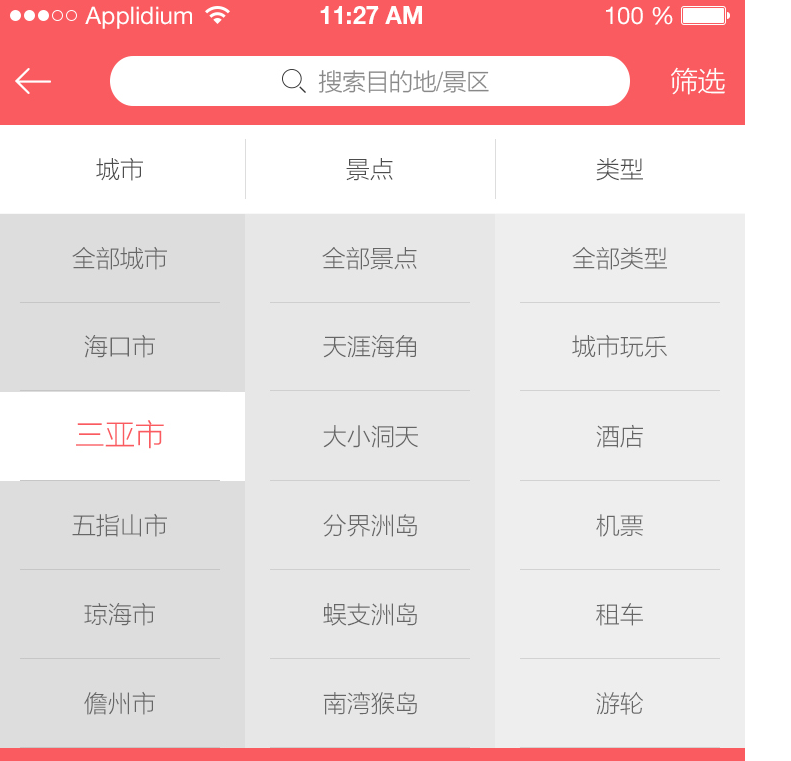 Applidium 11:27 AM 100 %
搜索目的地/景区 筛选
城市 景点 类型
全部城市 全部景点 全部类型
海口市 天涯海角 城市玩乐
三亚市 大小洞天 酒店
五指山市 分界洲岛 机票
琼海市 蜈支洲岛 租车
儋州市 南湾猴岛 游轮